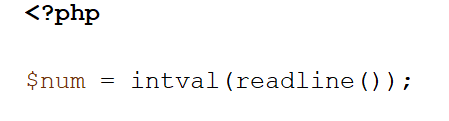 <?php
$num = intval(readline());